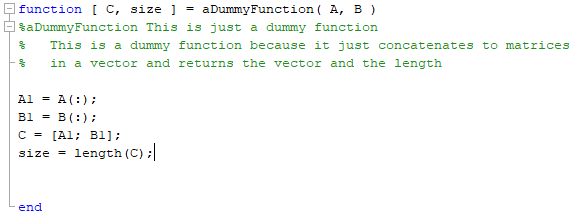 function [ C, size ] = aDummyFunction( A, B )
%aDummyFunction This is just a dummy function
%   This is a dummy function because it just concatenates to matrices
%   in a vector and returns the vector and the length
A1 = A(:);
B1 = B(:);
C = [A1; B1];
size = length(C);
end